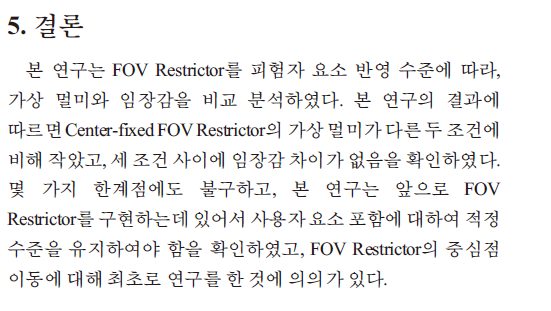 5. 결론
본 연구는 FOV Restrictor를 피험자 요소 반영 수준에 따라,
가상 멀미와 임장감을 비교 분석하였다. 본 연구의 결과에
따르면 Center-fixed FOV Restrictor의 가상 멀미가 다른 두 조건에
비해 작았고, 세 조건 사이에 임장감 차이가 없음을 확인하였다.
몇 가지 한계점에도 불구하고, 본 연구는 앞으로 FOV
Restrictor를 구현하는데 있어서 사용자 요소 포함에 대하여 적정
수준을 유지하여야 함을 확인하였고, FOV Restrictor의 중심점
이동에 대해 최초로 연구를 한 것에 의의가 있다.